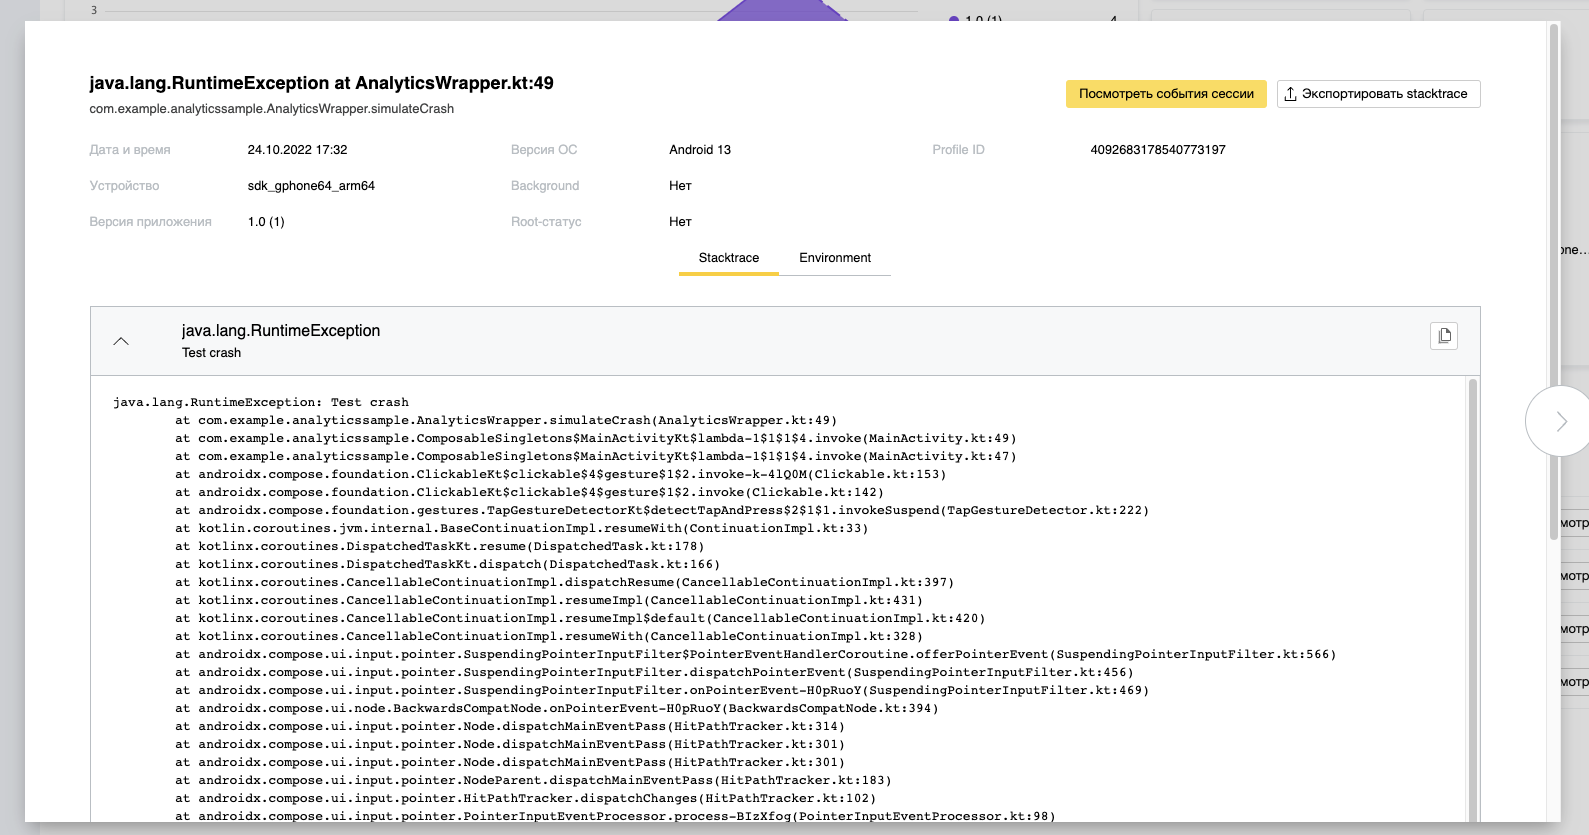 3
1.0 (1)
4
java.lang.RuntimeException at AnalyticsWrapper.kt:49
com.example.analyticssample.AnalyticsWrapper.simulateCrash
Посмотреть события сессии
Экспортировать stacktrace
Дата и время 24.10.2022 17:32 Версия ОС Android 13 Profile ID 4092683178540773197
Устройство sdk_gphone64_arm64 Background Нет
Версия приложения 1.0 (1) Root-статус Нет
Stacktrace Environment
java.lang.RuntimeException
Test crash
java.lang.RuntimeException: Test crash
at com.example.analyticssample.AnalyticsWrapper.simulateCrash(AnalyticsWrapper.kt:49)
at com.example.analyticssample.ComposableSingletons$MainActivityKt$lambda-1$1$1$4.invoke(MainActivity.kt:49)
at com.example.analyticssample.ComposableSingletons$MainActivityKt$lambda-1$1$1$4.invoke(MainActivity.kt:47)
at androidx.compose.foundation.ClickableKt$clickable$4$gesture$1$2.invoke-k-4lQ0M(Clickable.kt:153)
at androidx.compose.foundation.ClickableKt$clickable$4$gesture$1$2.invoke(Clickable.kt:142)
at androidx.compose.foundation.gestures.TapGestureDetectorKt$detectTapAndPress$2$1$1.invokeSuspend(TapGestureDetector.kt:222)
at kotlin.coroutines.jvm.internal.BaseContinuationImpl.resumeWith(ContinuationImpl.kt:33)
at kotlinx.coroutines.DispatchedTaskKt.resume(DispatchedTask.kt:178)
at kotlinx.coroutines.DispatchedTaskKt.dispatch(DispatchedTask.kt:166)
at kotlinx.coroutines.CancellableContinuationImpl.dispatchResume(CancellableContinuationImpl.kt:397)
at kotlinx.coroutines.CancellableContinuationImpl.resumeImpl(CancellableContinuationImpl.kt:431)
at kotlinx.coroutines.CancellableContinuationImpl.resumeImpl$default(CancellableContinuationImpl.kt:420)
at kotlinx.coroutines.CancellableContinuationImpl.resumeWith(CancellableContinuationImpl.kt:328)
at androidx.compose.ui.input.pointer.SuspendingPointerInputFilter$PointerEventHandlerCoroutine.offerPointerEvent(SuspendingPointerInputFilter.kt:566)
at androidx.compose.ui.input.pointer.SuspendingPointerInputFilter.dispatchPointerEvent(SuspendingPointerInputFilter.kt:456)
at androidx.compose.ui.input.pointer.SuspendingPointerInputFilter.onPointerEvent-H0pRuoY(SuspendingPointerInputFilter.kt:469)
at androidx.compose.ui.node.BackwardsCompatNode.onPointerEvent-H0pRuoY(BackwardsCompatNode.kt:394)
at androidx.compose.ui.input.pointer.Node.dispatchMainEventPass(HitPathTracker.kt:314)
at androidx.compose.ui.input.pointer.Node.dispatchMainEventPass(HitPathTracker.kt:301)
at androidx.compose.ui.input.pointer.Node.dispatchMainEventPass(HitPathTracker.kt:301)
at androidx.compose.ui.input.pointer.NodeParent.dispatchMainEventPass(HitPathTracker.kt:183)
at androidx.compose.ui.input.pointer.HitPathTracker.dispatchChanges(HitPathTracker.kt:102)
at androidx.compose.ui.input.pointer.PointerInputEventProcessor.process-BIzXfog(PointerInputEventProcessor.kt:98)
one...
мотр
мотр
мотр
мотр